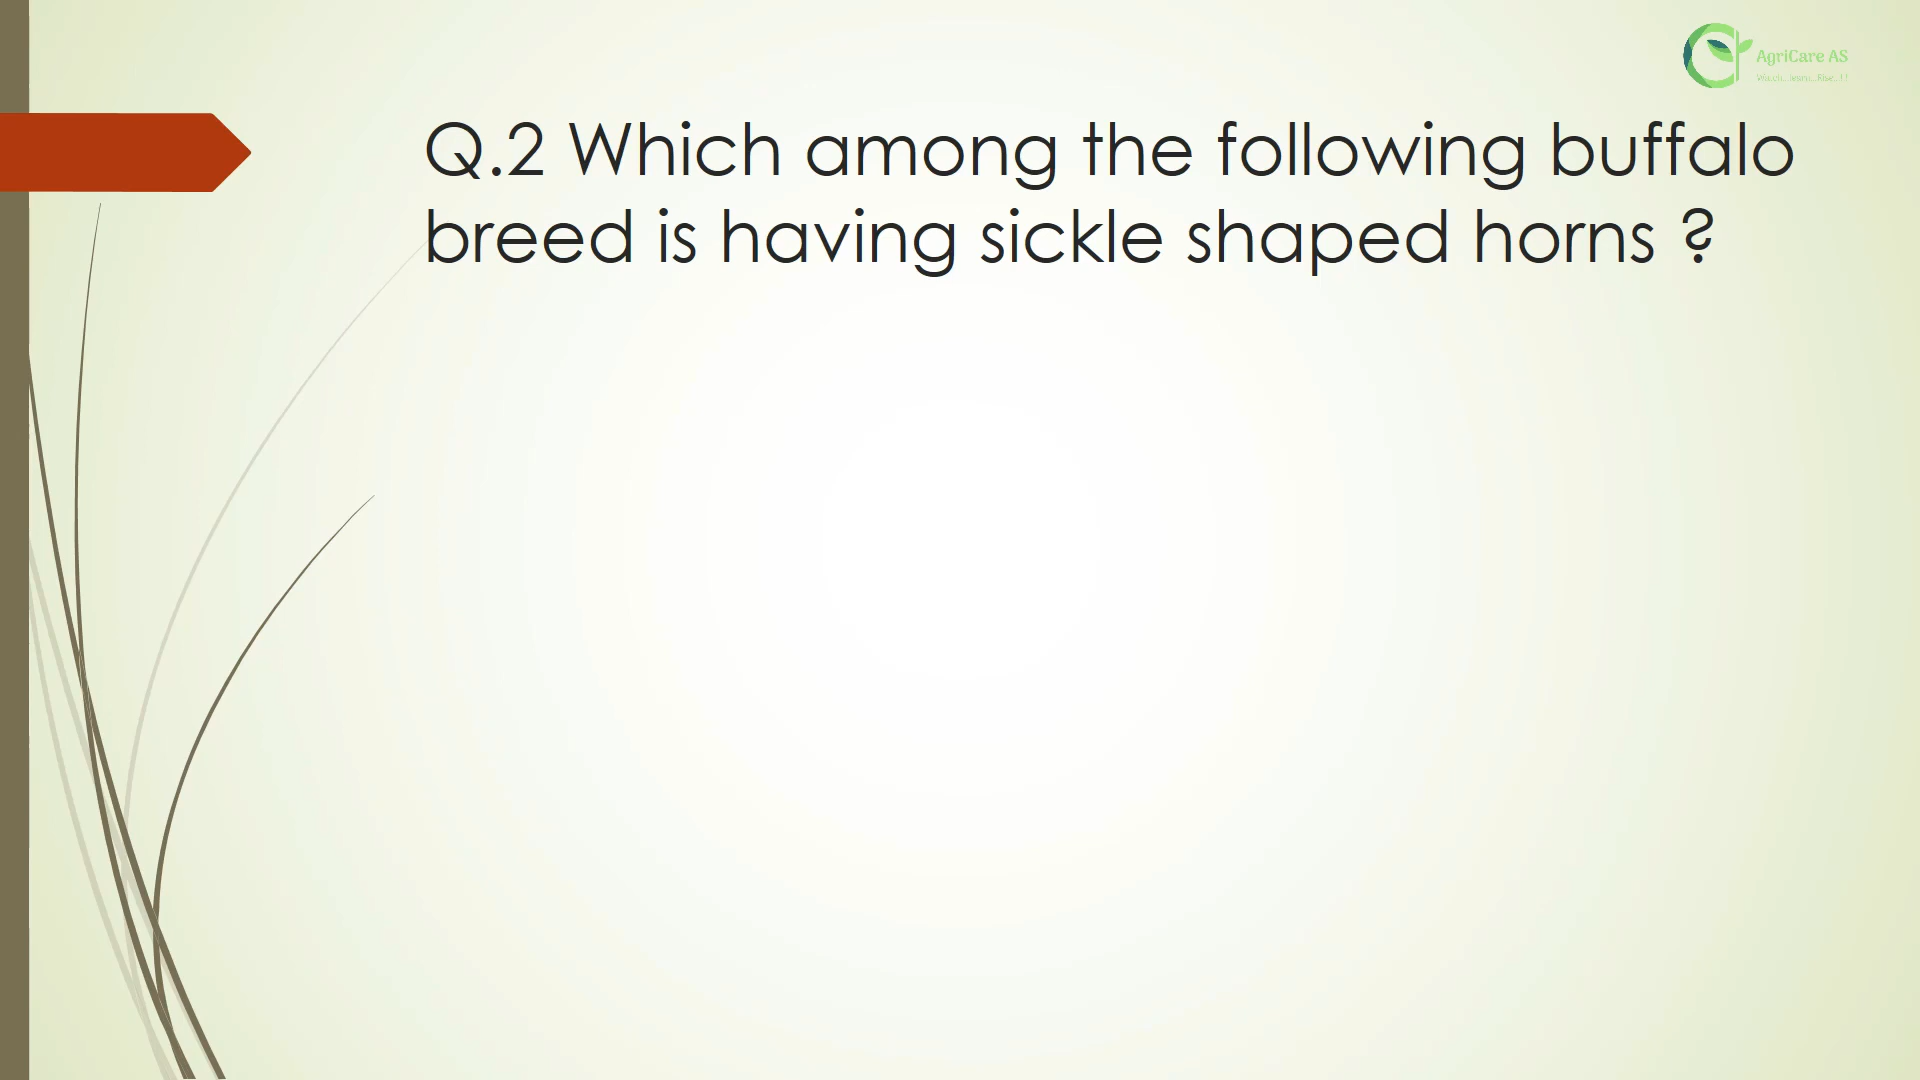 AgriCare AS
Q.2 Which among the following buffalo
breed is having sickle shaped horns ?